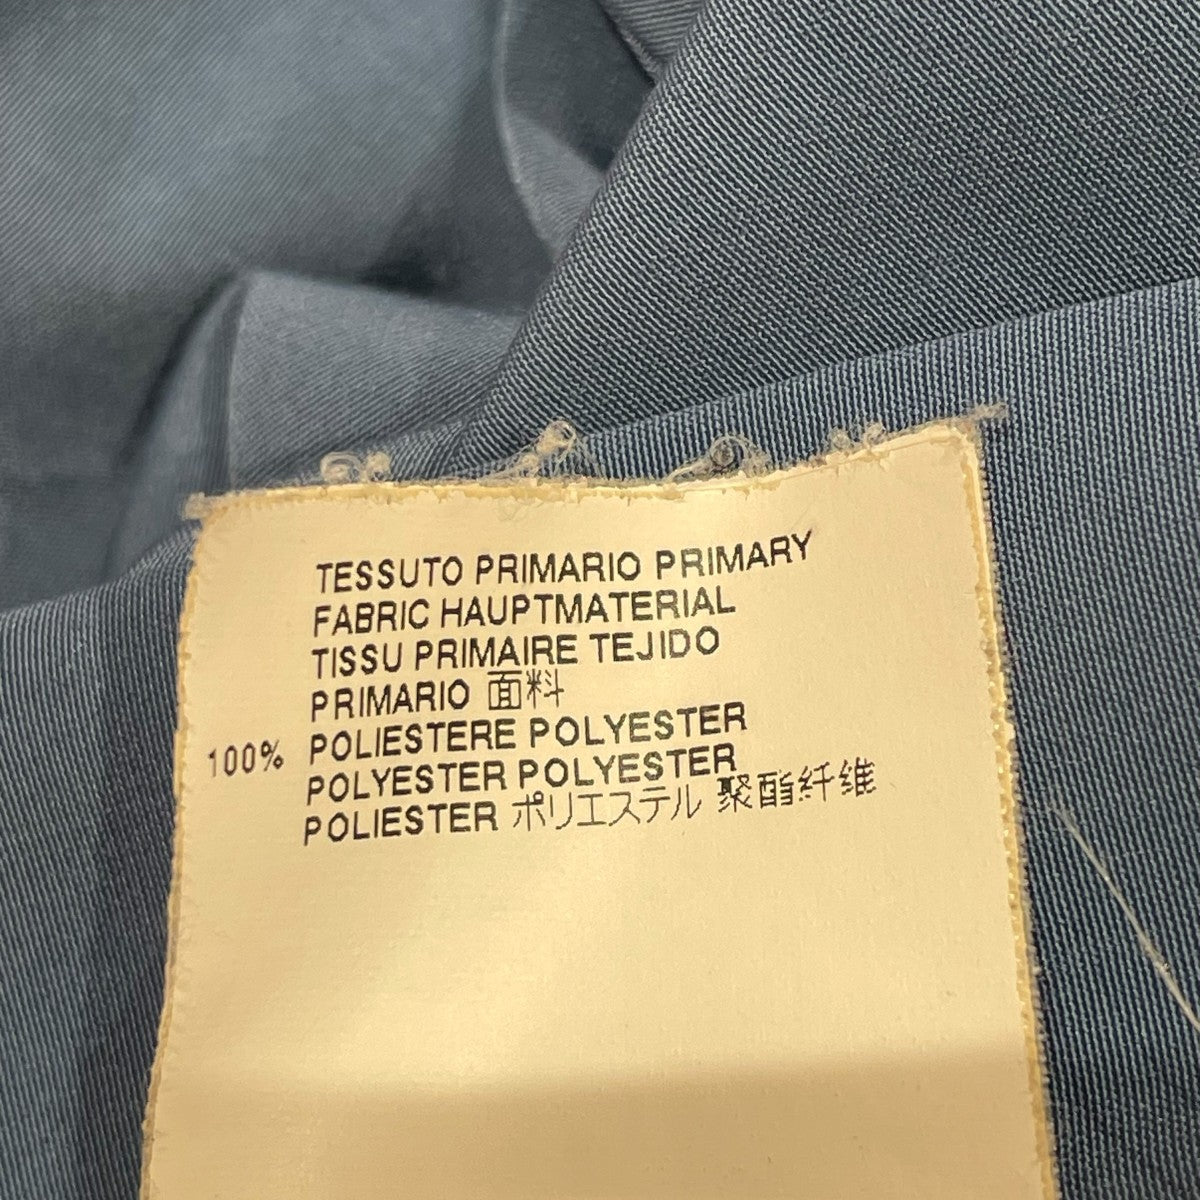 TESSUTO PRIMARIO PRIMARY
FABRIC HAUPTMATERIAL
TISSU PRIMAIRE TEJIDO
PRIMARIO 面料
100% POLIESTERE POLYESTER
POLYESTER POLYESTER
POLIESTER ポリエステル 聚酯纤维